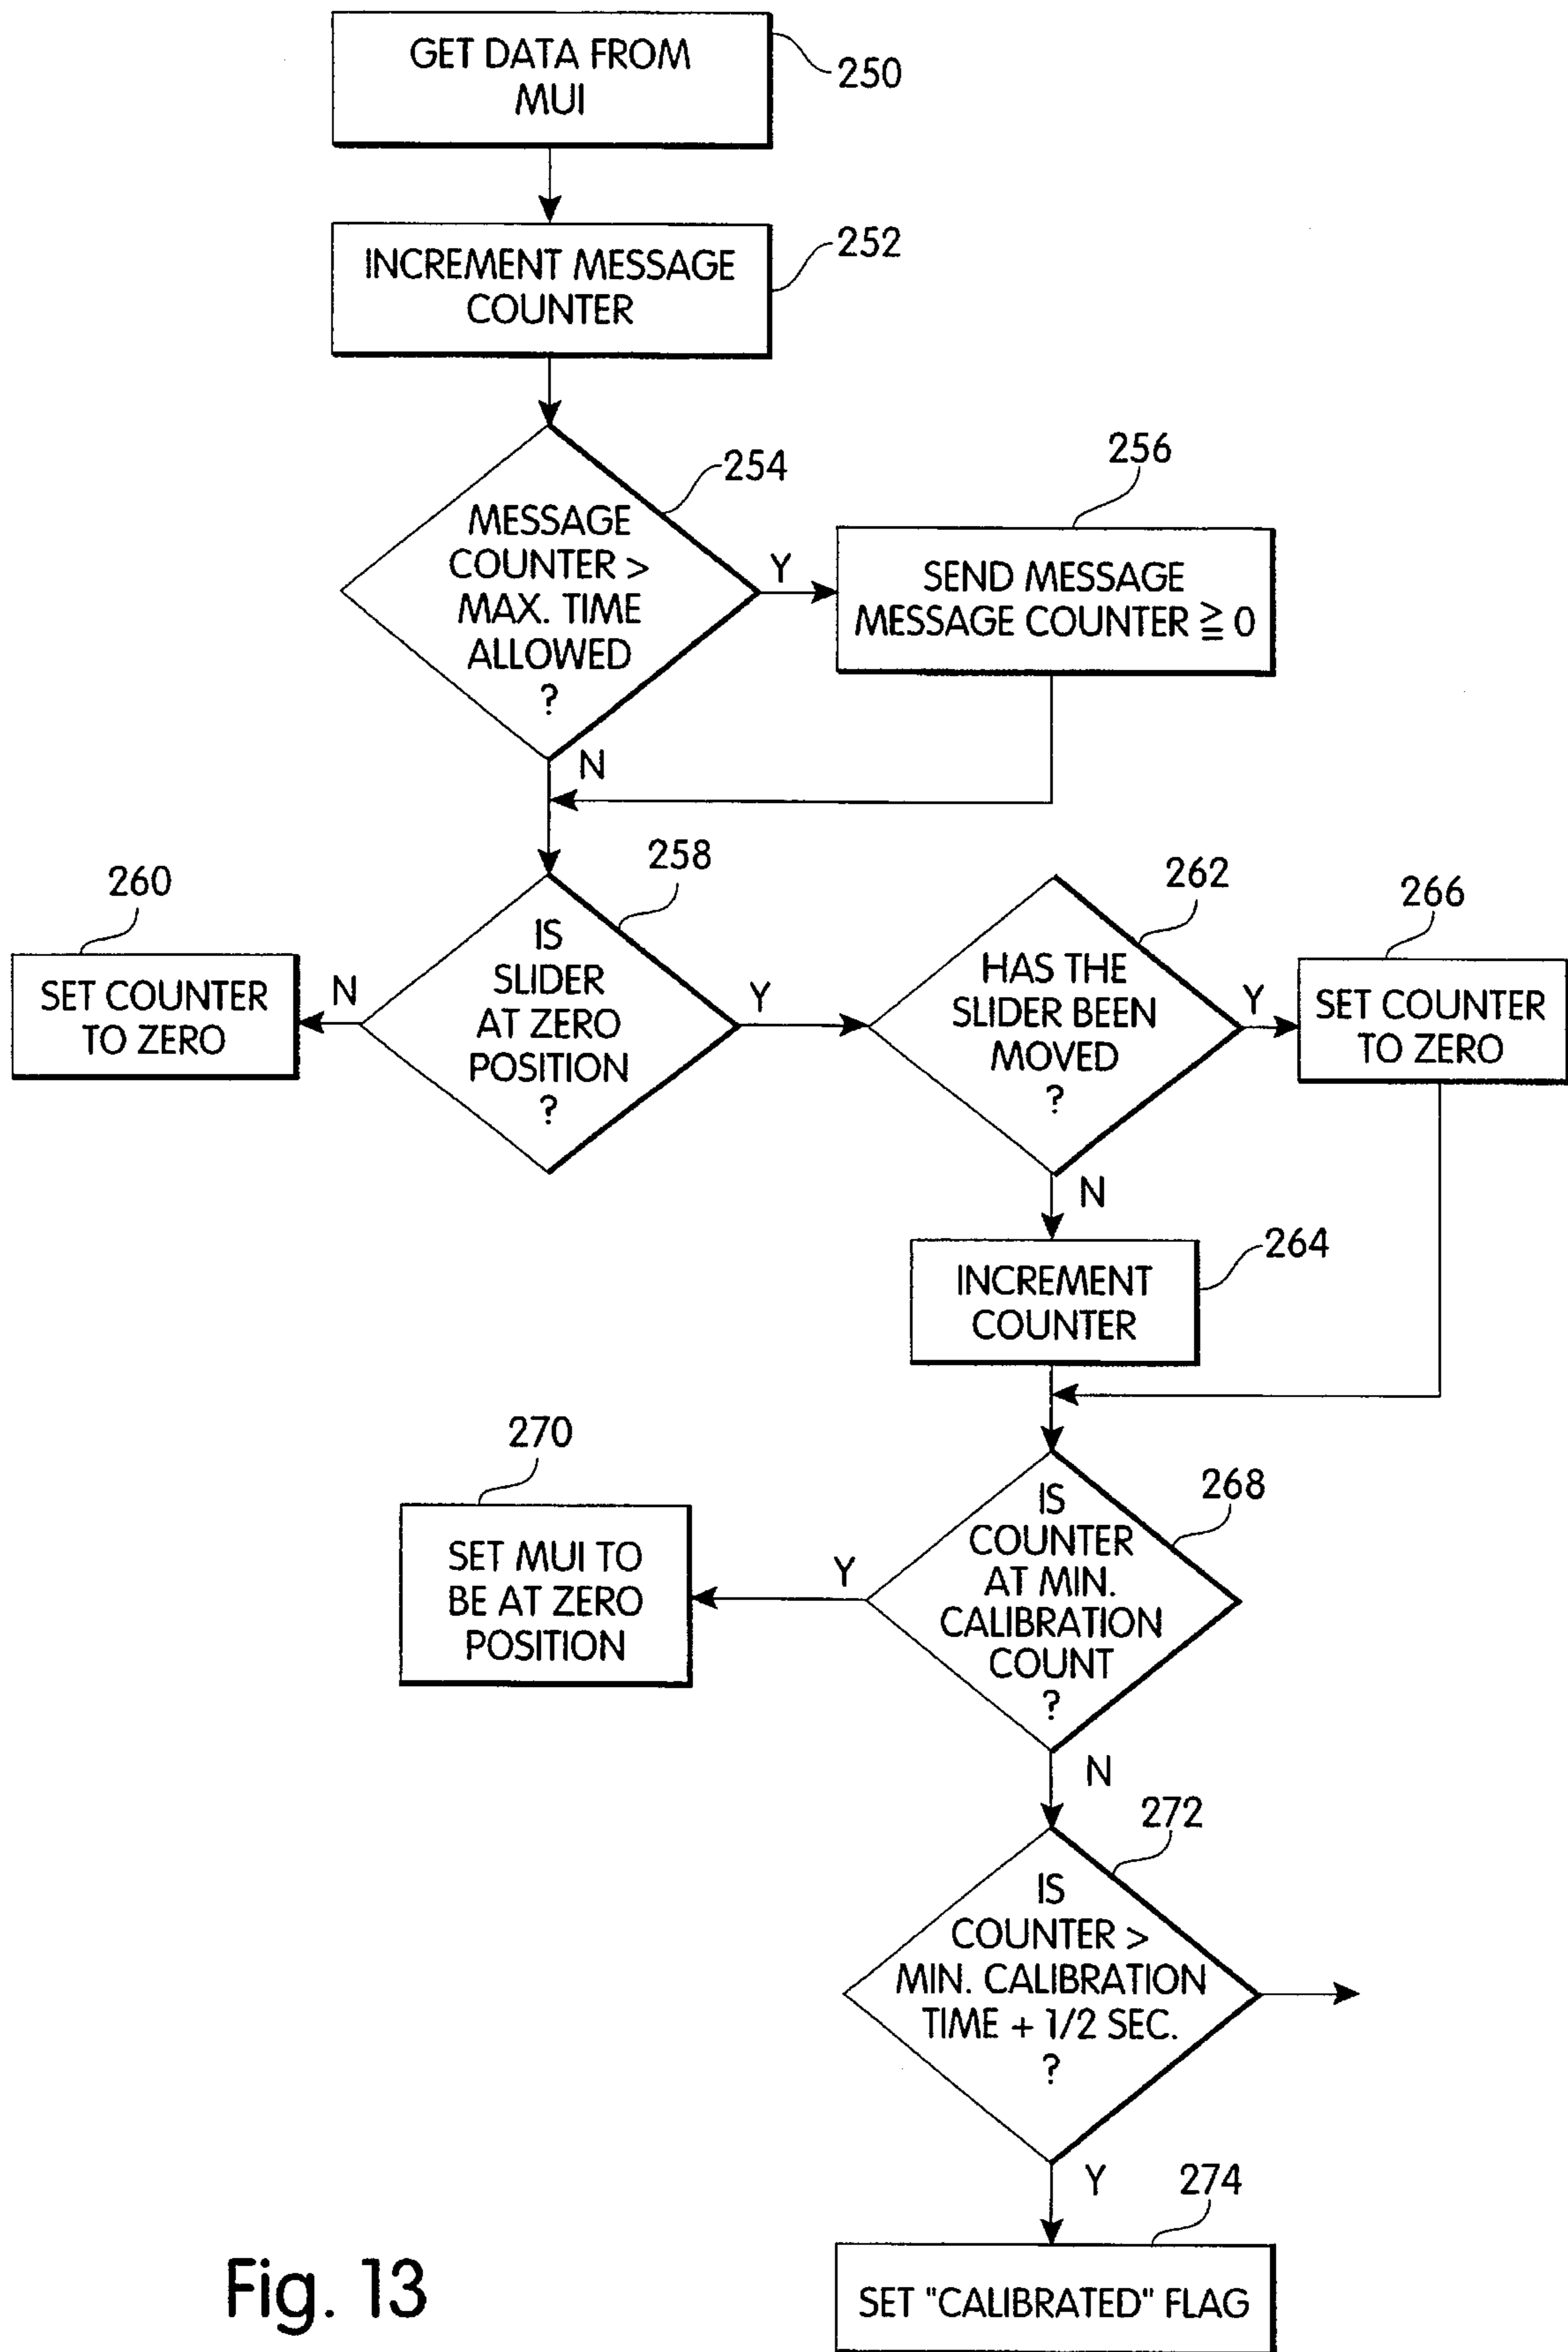 GET DATA FROM
MUI
250
INCREMENT MESSAGE
COUNTER
252
MESSAGE
COUNTER >
MAX. TIME
ALLOWED
?
254
Y
N
256
SEND MESSAGE
MESSAGE COUNTER ≧ 0
260
SET COUNTER
TO ZERO
N
258
IS
SLIDER
AT ZERO
POSITION
?
Y
262
HAS THE
SLIDER BEEN
MOVED
?
Y
N
266
SET COUNTER
TO ZERO
264
INCREMENT
COUNTER
270
SET MUI TO
BE AT ZERO
POSITION
Y
268
IS
COUNTER
AT MIN.
CALIBRATION
COUNT
?
N
272
IS
COUNTER >
MIN. CALIBRATION
TIME + 1/2 SEC.
?
Y
274
SET "CALIBRATED" FLAG
Fig. 13